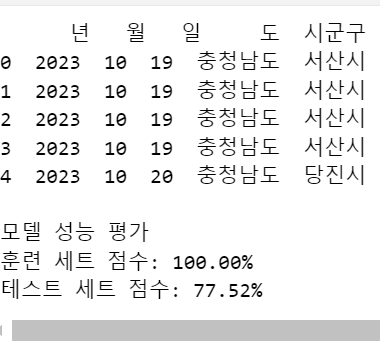 년 월 일 도 시군구
0 2023 10 19 충청남도 서산시
1 2023 10 19 충청남도 서산시
2 2023 10 19 충청남도 서산시
3 2023 10 19 충청남도 서산시
4 2023 10 20 충청남도 당진시
모델 성능 평가
훈련 세트 점수: 100.00%
테스트 세트 점수: 77.52%